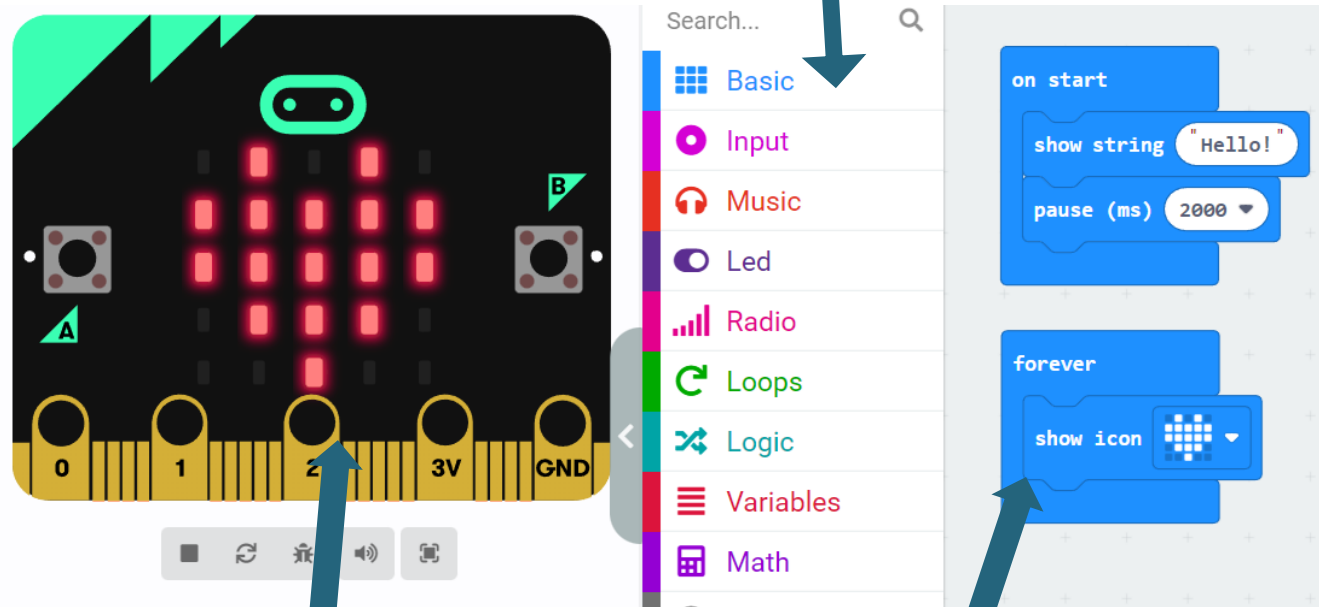 B
A
0
1
2
3V
GND
Search...
Basic
Input
Music
Led
Radio
Loops
Logic
Variables
Math
on start
show string "Hello!"
pause (ms) 2000
forever
show icon